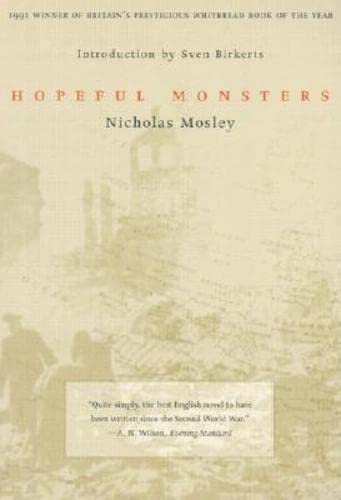 1991 WINNER OF BRITAIN'S PRESTIGIOUS WHITBREAD BOOK OF THE YEAR
Introduction by Sven Birkerts
HOPEFUL MONSTERS
Nicholas Mosley
"Quite simply, the best English novel to have
been written since the Second World War."
—A. N. Wilson, Evening Standard